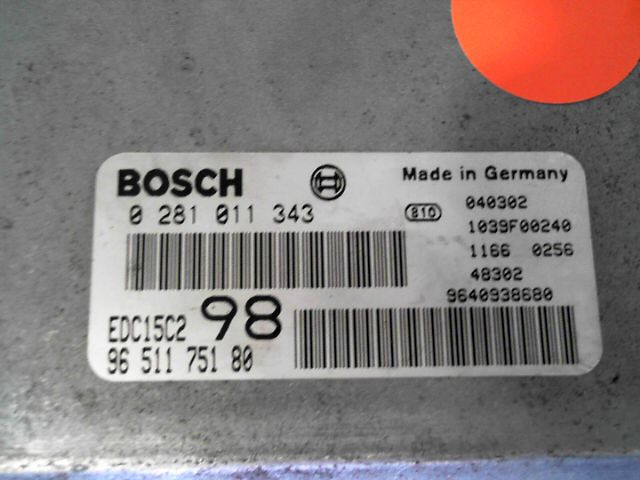 BOSCH
Made in Germany
0 281 011 343
810
040302
1039F00240
1166 0256
48302
9640938680
EDC15C2 98
96 511 751 80